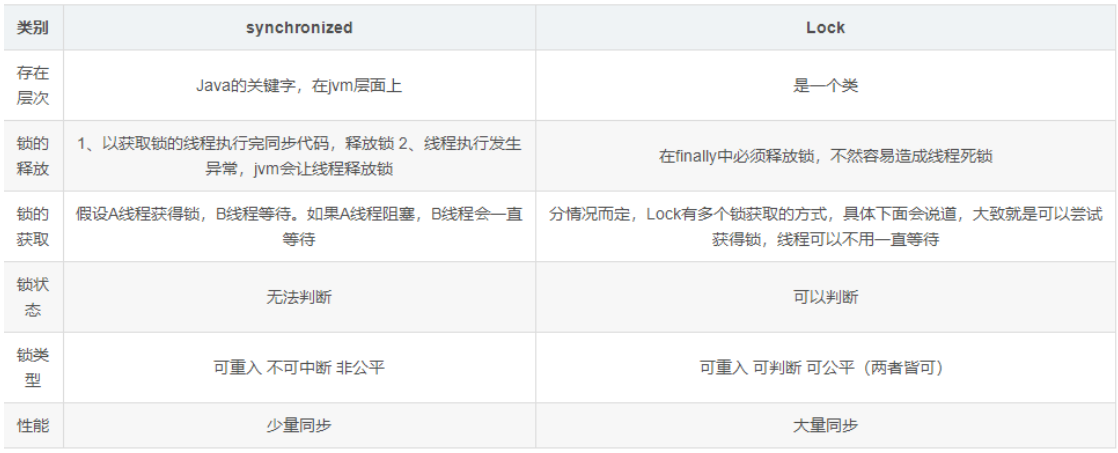 类别 synchronized Lock
存在
层次
Java的关键字，在jvm层面上
是一个类
锁的
释放
1、以获取锁的线程执行完同步代码，释放锁 2、线程执行发生
异常，jvm会让线程释放锁
在finally中必须释放锁，不然容易造成线程死锁
锁的
获取
假设A线程获得锁，B线程等待。如果A线程阻塞，B线程会一直
等待
分情况而定，Lock有多个锁获取的方式，具体下面会说道，大致就是可以尝试
获得锁，线程可以不用一直等待
锁状
态
无法判断
可以判断
锁类
型
可重入 不可中断 非公平
可重入 可判断 可公平（两者皆可）
性能 少量同步 大量同步